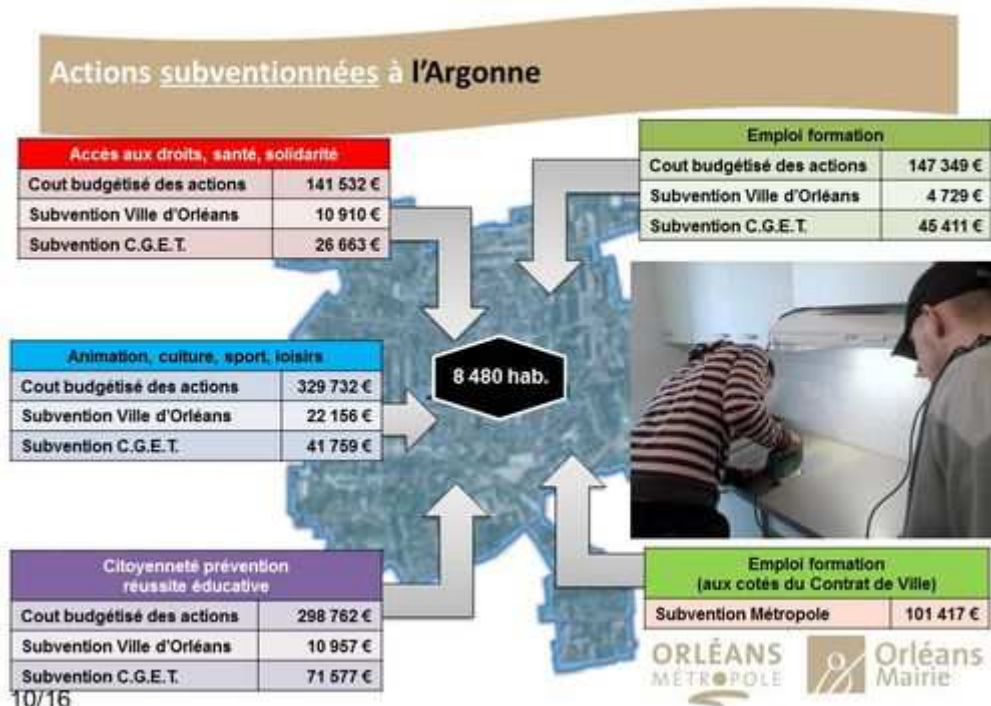 Actions subventionnées à l'Argonne
Accès aux droits, santé, solidarité
Cout budgétisé des actions 141 532 €
Subvention Ville d'Orléans 10 910 €
Subvention C.G.E.T. 26 663 €
Emploi formation
Cout budgétisé des actions 147 349 €
Subvention Ville d'Orléans 4 729 €
Subvention C.G.E.T. 45 411 €
Animation, culture, sport, loisirs
Cout budgétisé des actions 329 732 €
Subvention Ville d'Orléans 22 156 €
Subvention C.G.E.T. 41 759 €
8 480 hab.
Citoyenneté prévention
réussite éducative
Cout budgétisé des actions 298 762 €
Subvention Ville d'Orléans 10 957 €
Subvention C.G.E.T. 71 577 €
Emploi formation
(aux cotés du Contrat de Ville)
Subvention Métropole 101 417 €
ORLÉANS
MÉTROPOLE
Orléans
Mairie
10/16